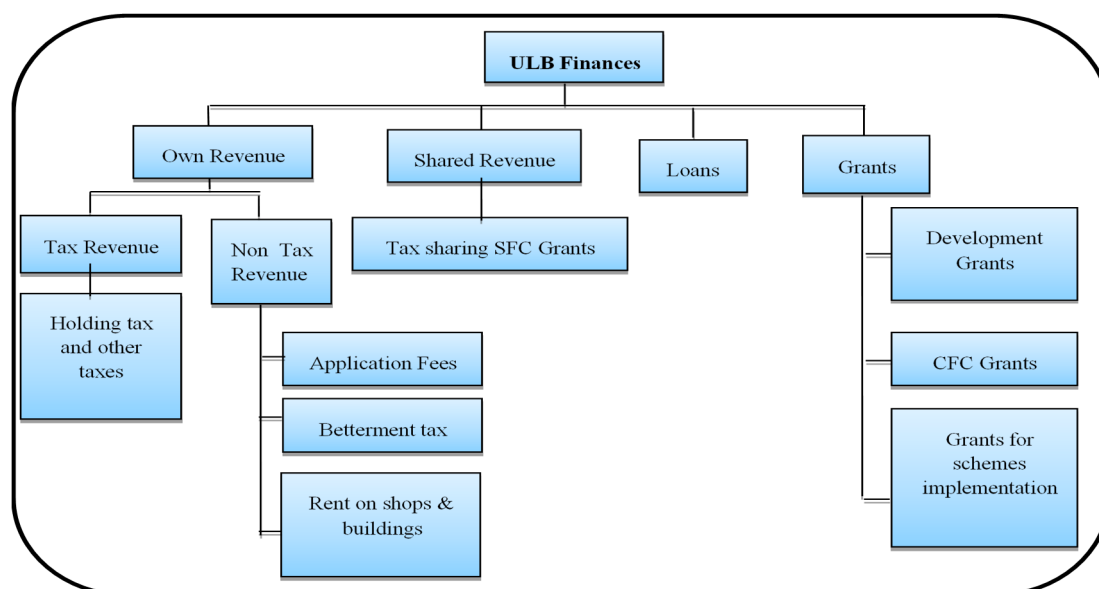 ULB Finances
Own Revenue
Shared Revenue
Loans
Grants
Tax Revenue
Non Tax
Revenue
Tax sharing SFC Grants
Development
Grants
Holding tax
and other
taxes
Application Fees
CFC Grants
Betterment tax
Grants for
schemes
implementation
Rent on shops &
buildings